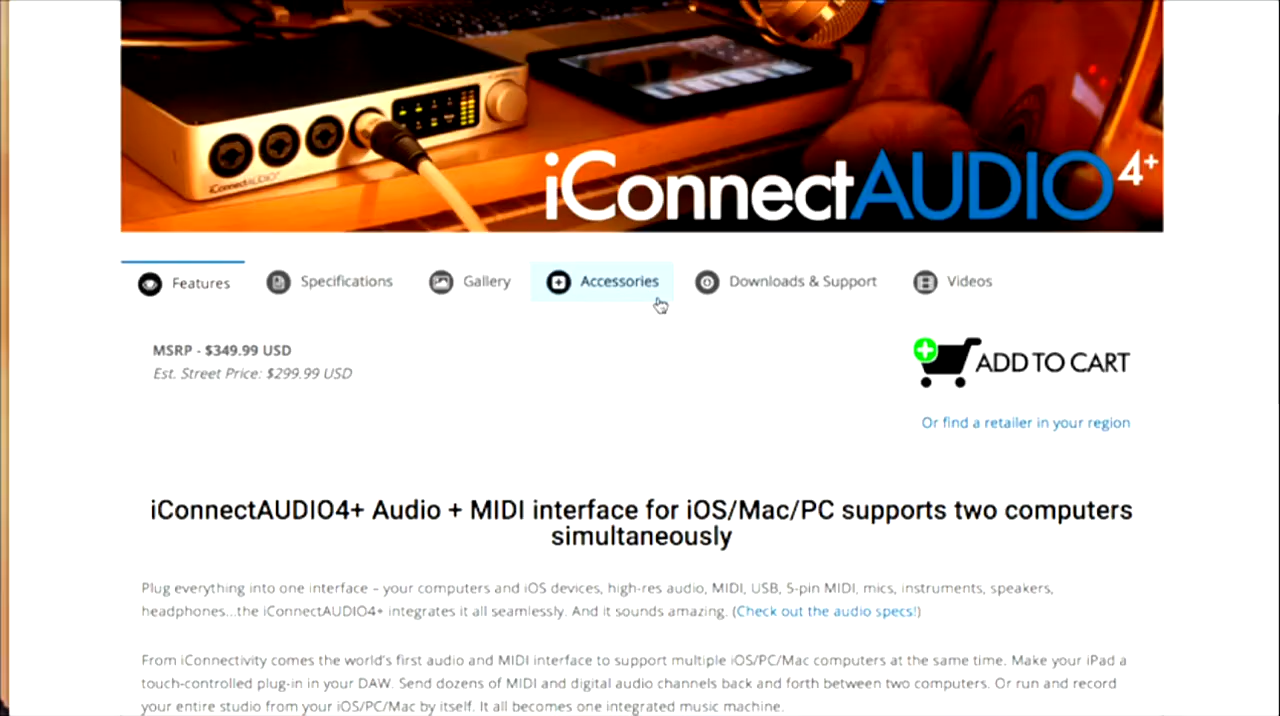 iConnectAUDIO
iConnectAUDIO4+
Features
Specifications
Gallery
Accessories
Downloads & Support
Videos
MSRP - $349.99 USD
Est. Street Price: $299.99 USD
ADD TO CART
Or find a retailer in your region
iConnectAUDIO4+ Audio + MIDI interface for iOS/Mac/PC supports two computers
simultaneously
Plug everything into one interface – your computers and iOS devices, high-res audio, MIDI, USB, 5-pin MIDI, mics, instruments, speakers,
headphones...the iConnectAUDIO4+ integrates it all seamlessly. And it sounds amazing. (Check out the audio specs!)
From iConnectivity comes the world's first audio and MIDI interface to support multiple iOS/PC/Mac computers at the same time. Make your iPad a
touch-controlled plug-in in your DAW. Send dozens of MIDI and digital audio channels back and forth between two computers. Or run and record
your entire studio from your iOS/PC/Mac by itself. It all becomes one integrated music machine.